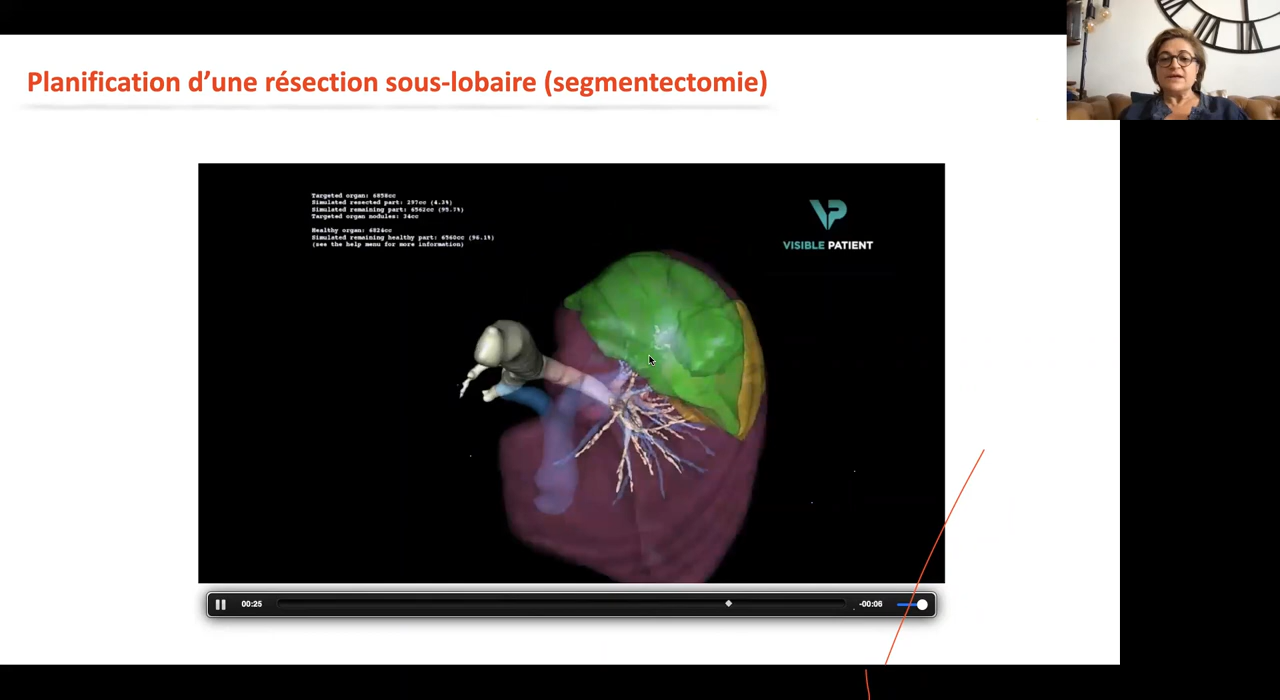 Planification d’une résection sous-lobaire (segmentectomie)
Targeted organ: 6858cc
Simulated resected part: 297cc (4.3%)
Simulated remaining part: 6562cc (95.7%)
Targeted organ nodules: 34cc
Healthy organ: 6824cc
Simulated remaining healthy part: 6560cc (96.1%)
(see the help menu for more information)
VP
VISIBLE PATIENT
00:25
-00:06